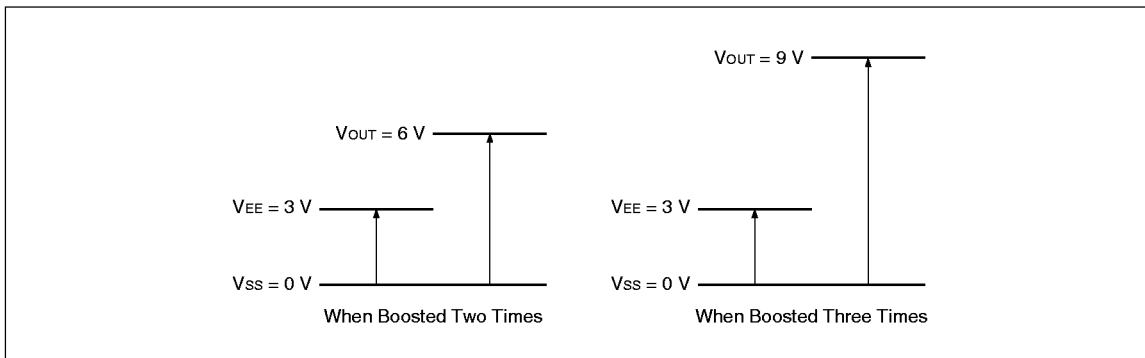 VOUT = 6 V
VEE = 3 V
VSS = 0 V
When Boosted Two Times
VOUT = 9 V
VEE = 3 V
VSS = 0 V
When Boosted Three Times